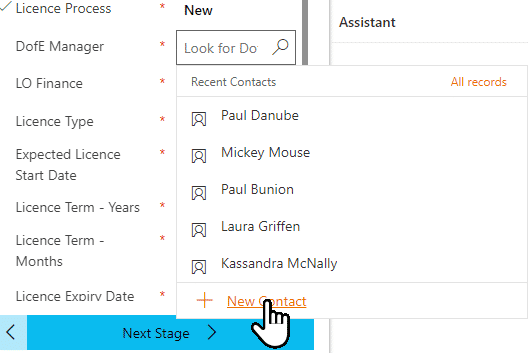 Licence Process * New
Assistant
DofE Manager * Look for Do
LO Finance *
Recent Contacts All records
Licence Type *
Paul Danube
Expected Licence
Start Date *
Mickey Mouse
Licence Term - Years *
Paul Bunion
Licence Term -
Months *
Laura Griffen
Kassandra McNally
Licence Expiry Date *
+ New Contact
< Next Stage >